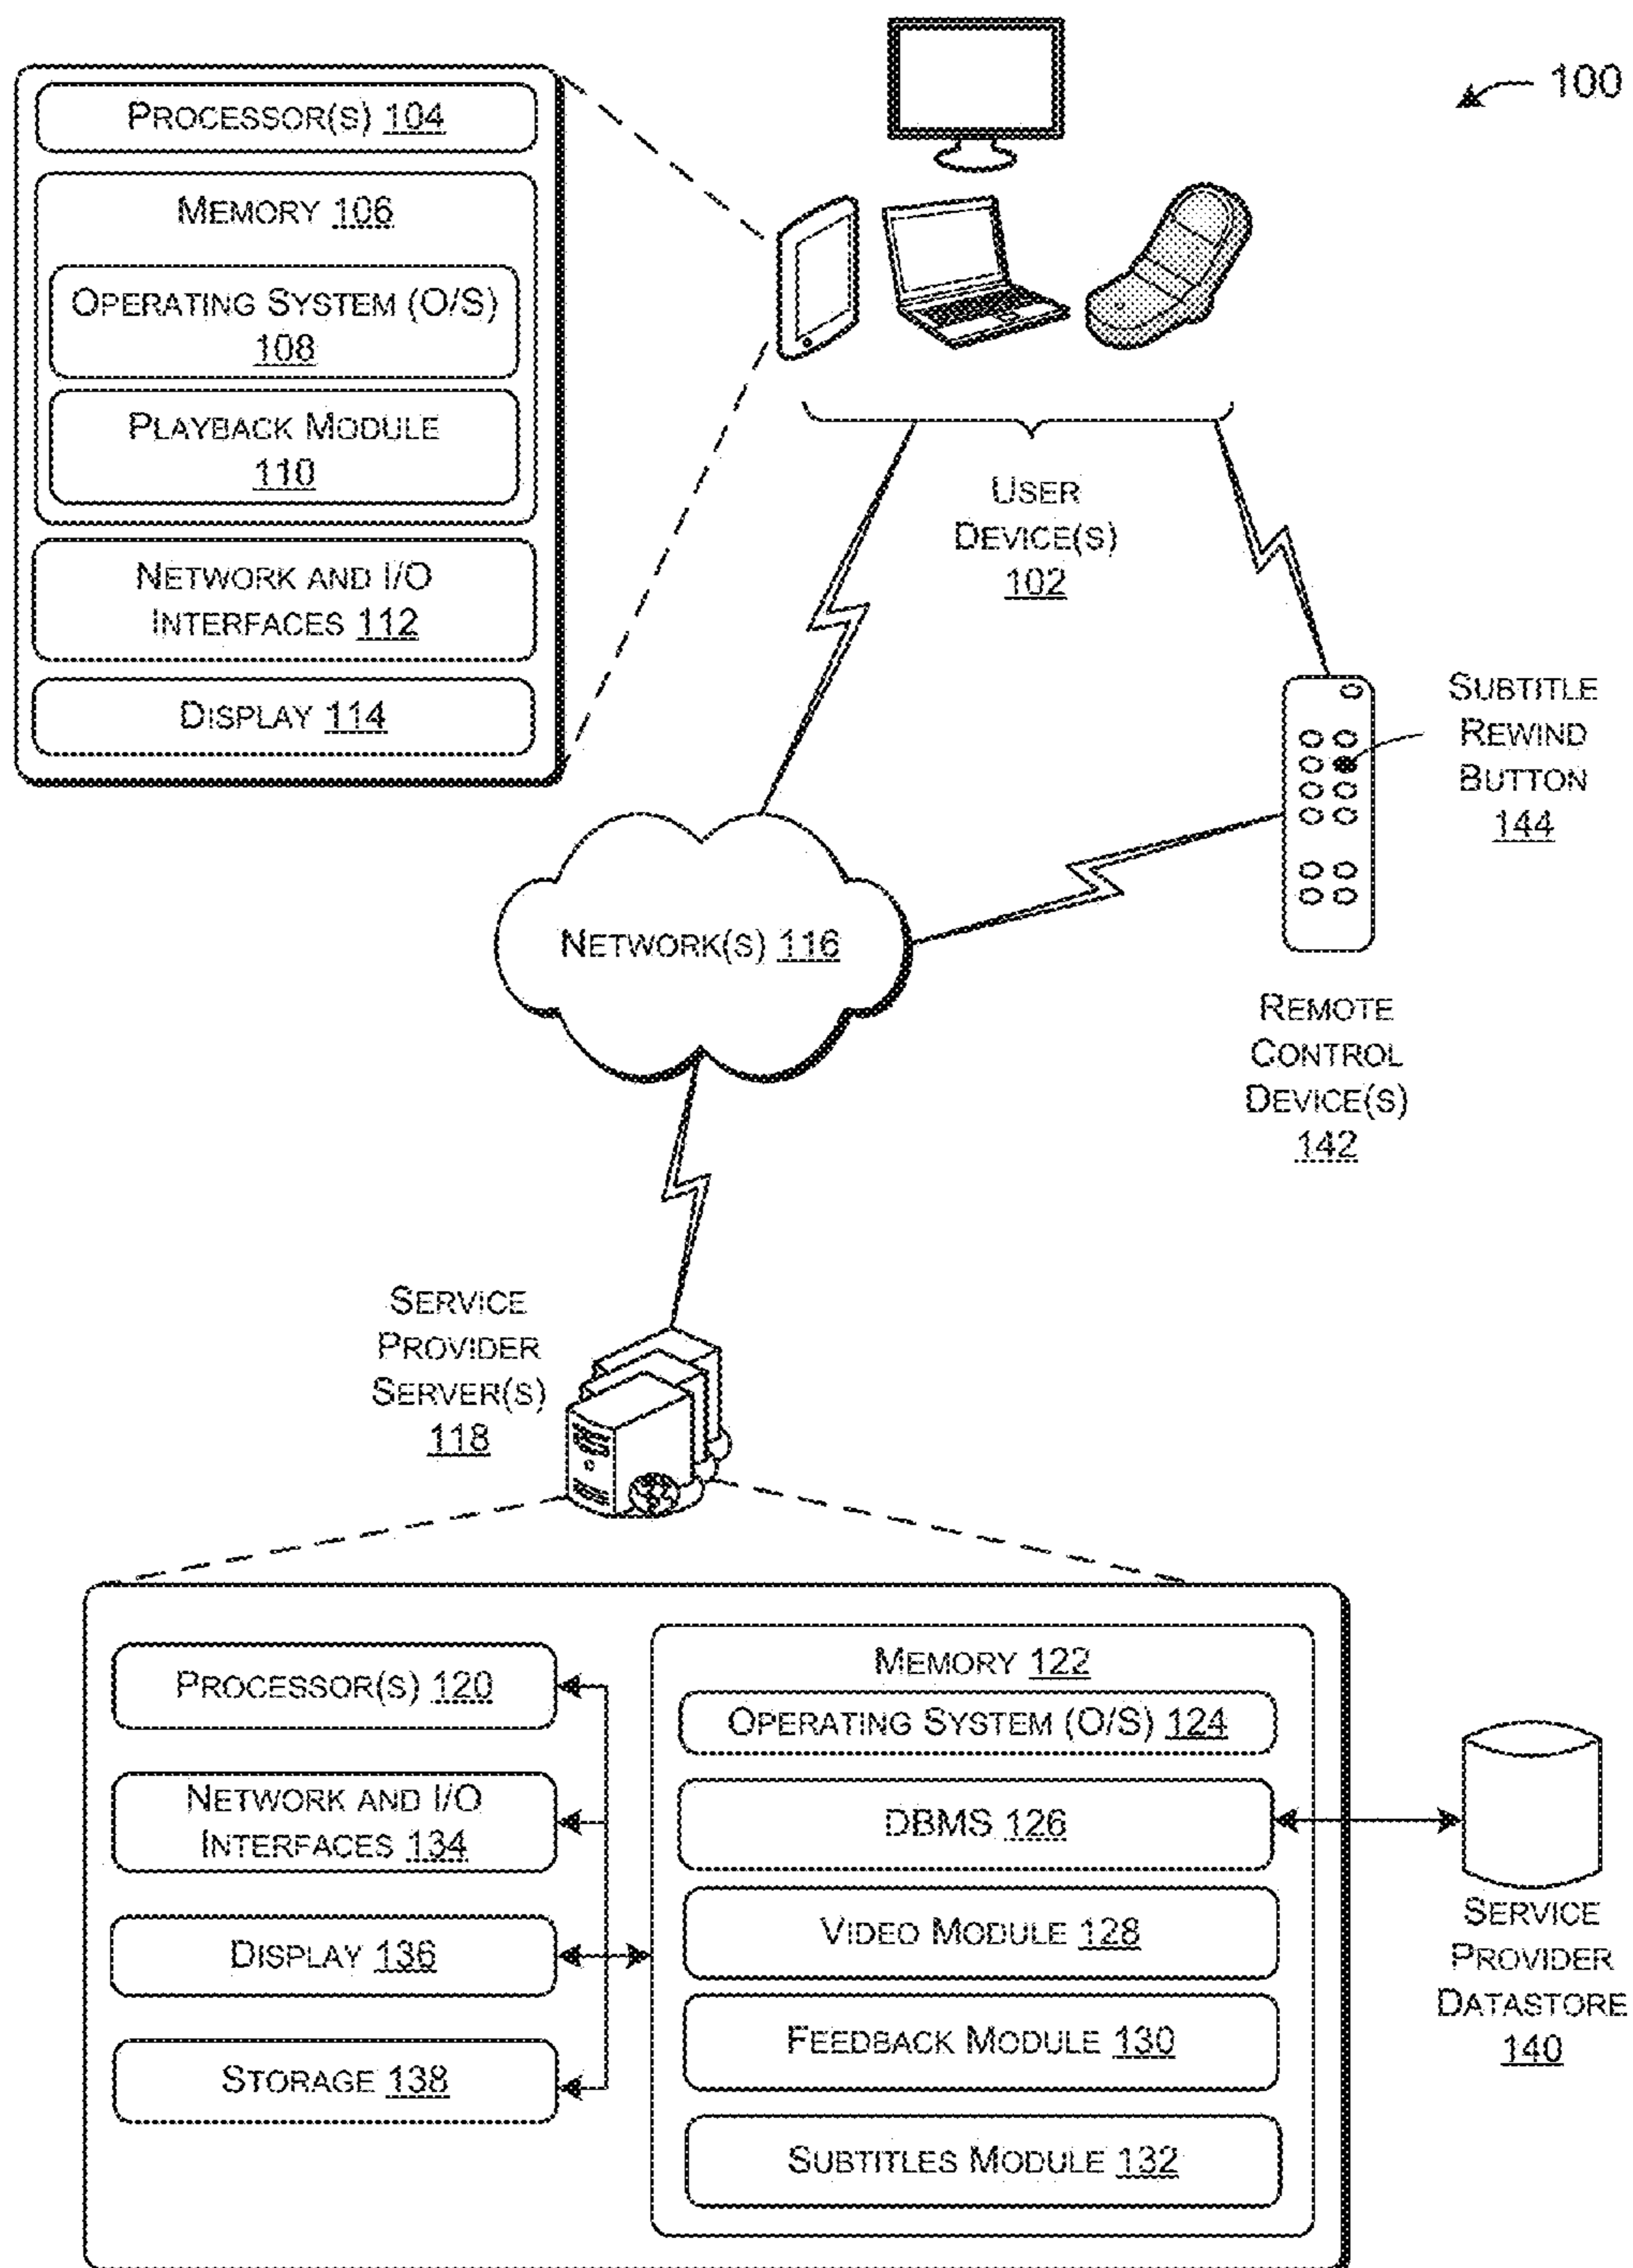 100
PROCESSOR(S) 104
MEMORY 106
OPERATING SYSTEM (O/S)
108
PLAYBACK MODULE
110
NETWORK AND I/O
INTERFACES 112
DISPLAY 114
USER
DEVICE(S)
102
SUBTITLE
REWIND
BUTTON
144
NETWORK(S) 116
REMOTE
CONTROL
DEVICE(S)
142
SERVICE
PROVIDER
SERVER(S)
118
PROCESSOR(S) 120
NETWORK AND I/O
INTERFACES 134
DISPLAY 136
STORAGE 138
MEMORY 122
OPERATING SYSTEM (O/S) 124
DBMS 126
VIDEO MODULE 128
FEEDBACK MODULE 130
SUBTITLES MODULE 132
SERVICE
PROVIDER
DATASTORE
140